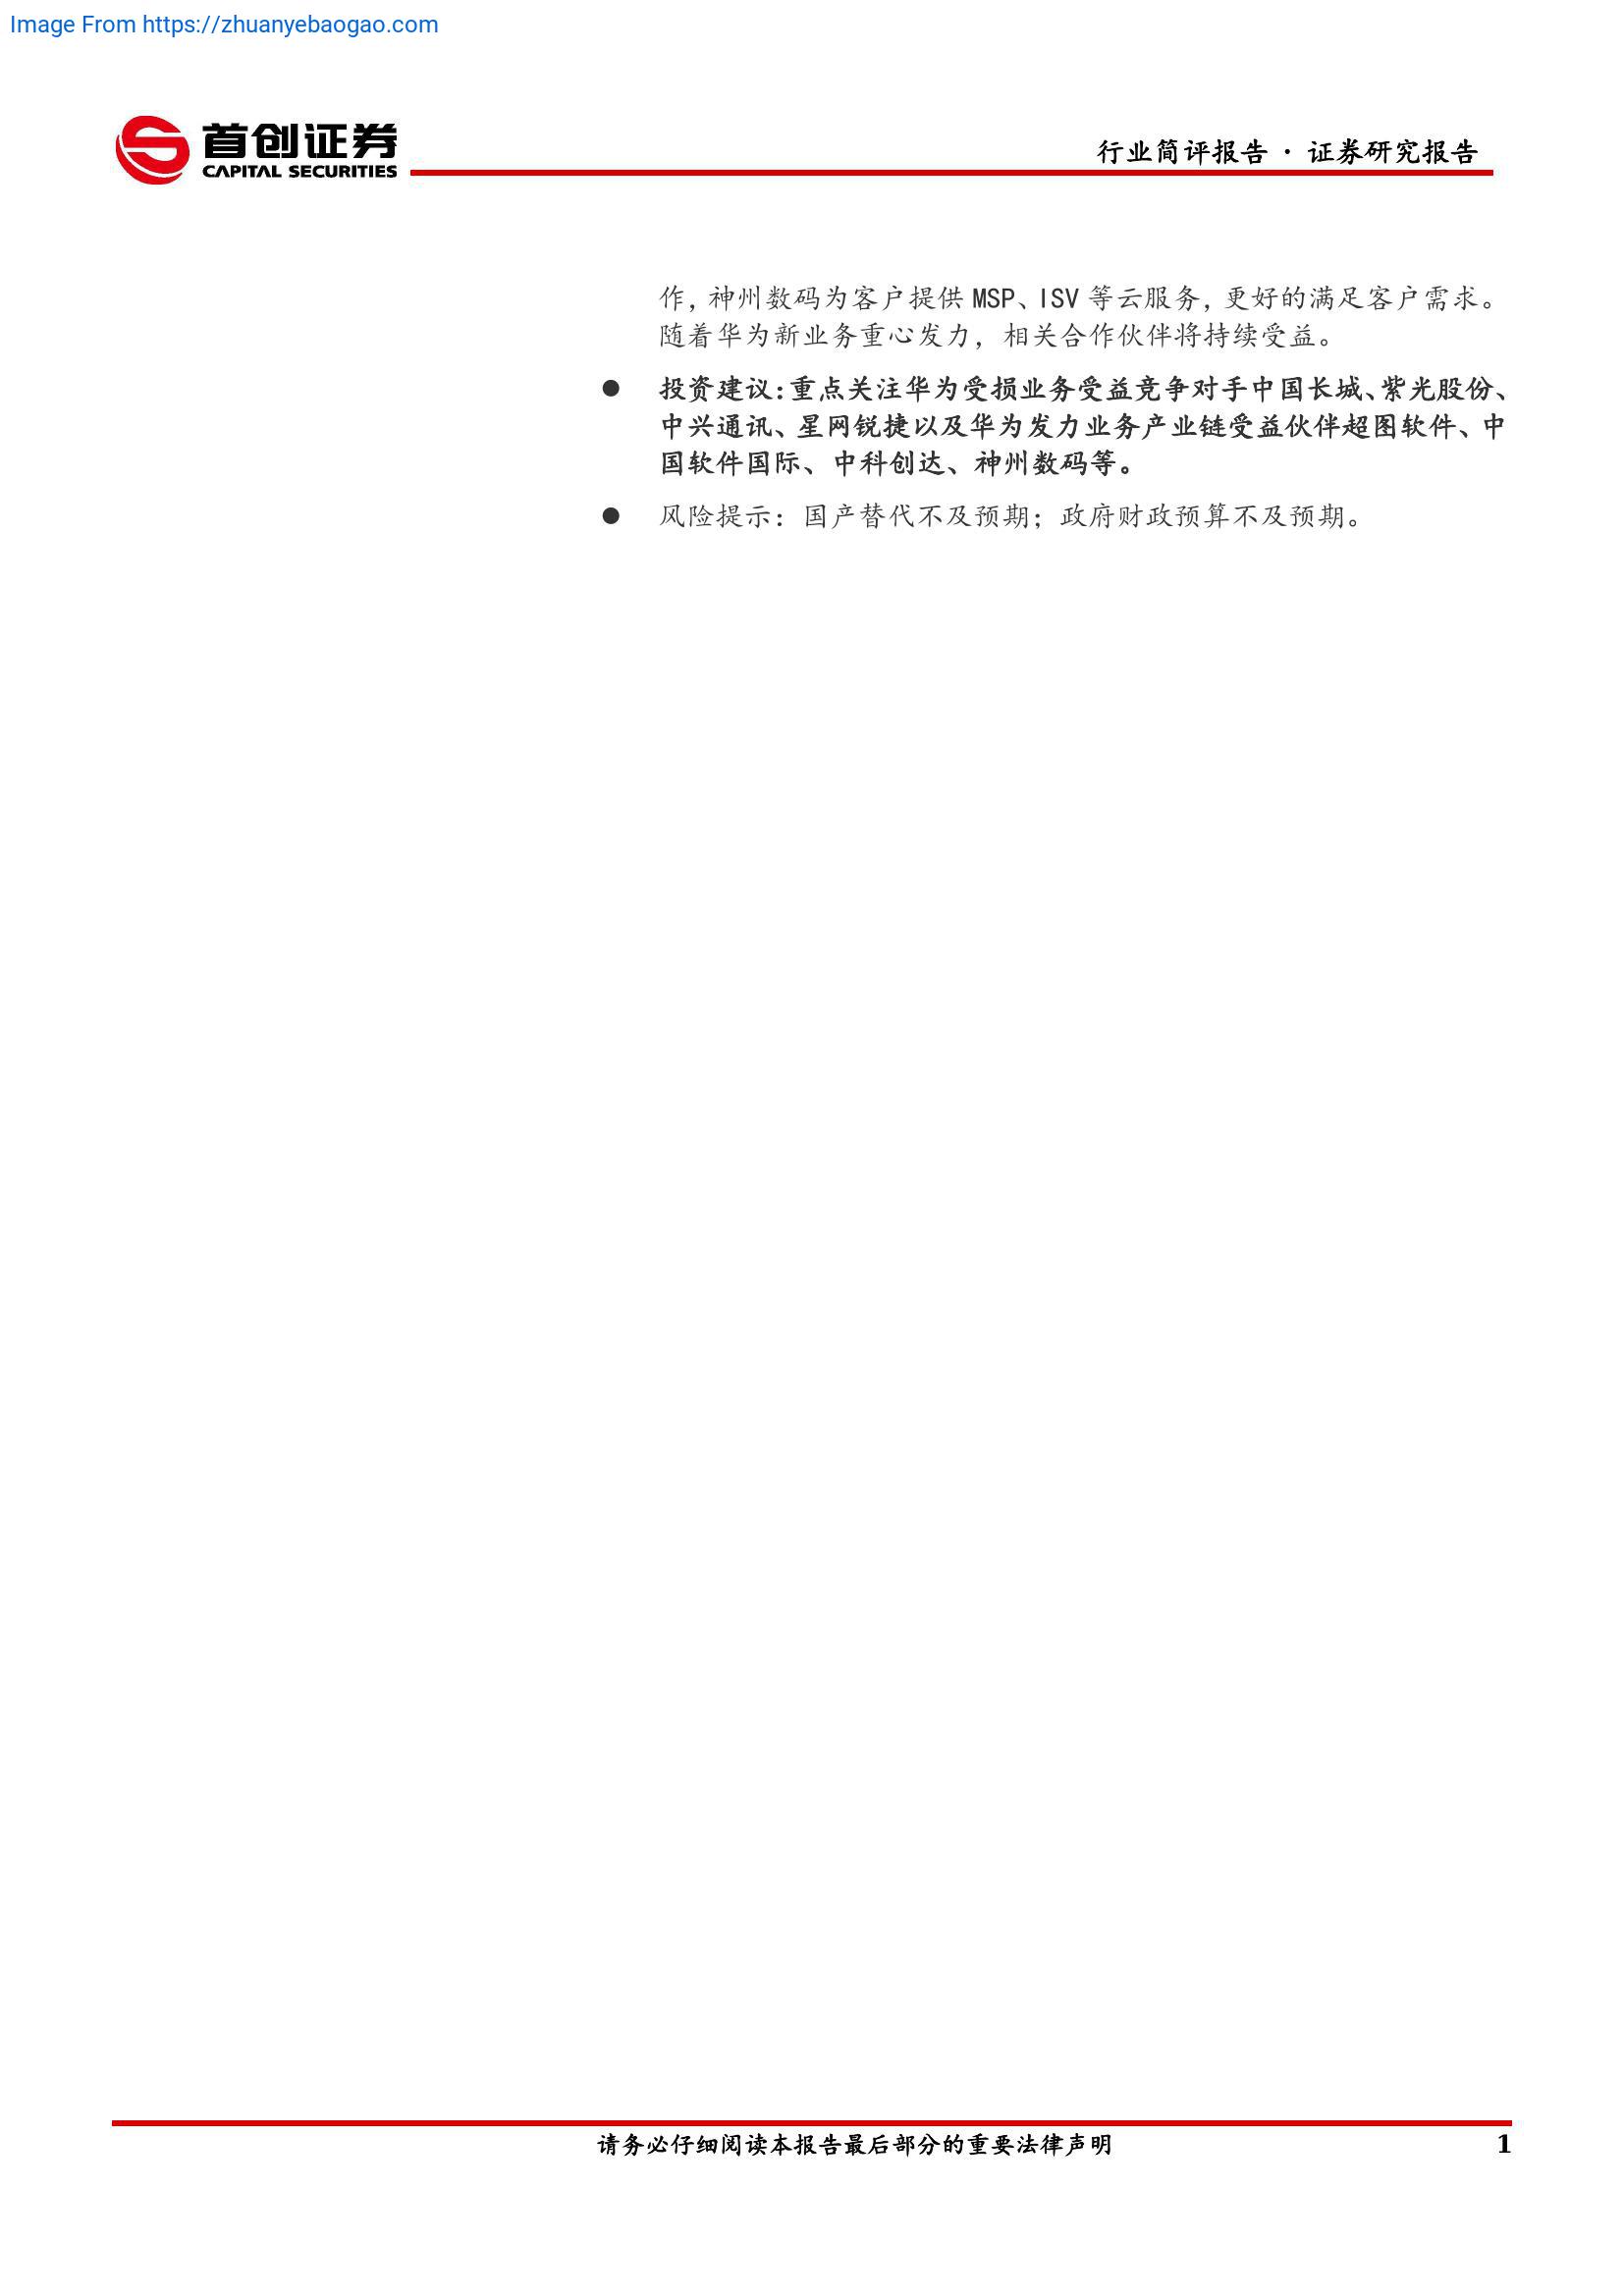 Image From https://zhuanyebaogao.com
首创证券
CAPITAL SECURITIES
行业简评报告 · 证券研究报告
作，神州数码为客户提供 MSP、ISV 等云服务，更好的满足客户需求。
随着华为新业务重心发力，相关合作伙伴将持续受益。
● 投资建议：重点关注华为受损业务受益竞争对手中国长城、紫光股份、
中兴通讯、星网锐捷以及华为发力业务产业链受益伙伴超图软件、中
国软件国际、中科创达、神州数码等。
● 风险提示：国产替代不及预期；政府财政预算不及预期。
请务必仔细阅读本报告最后部分的重要法律声明
1